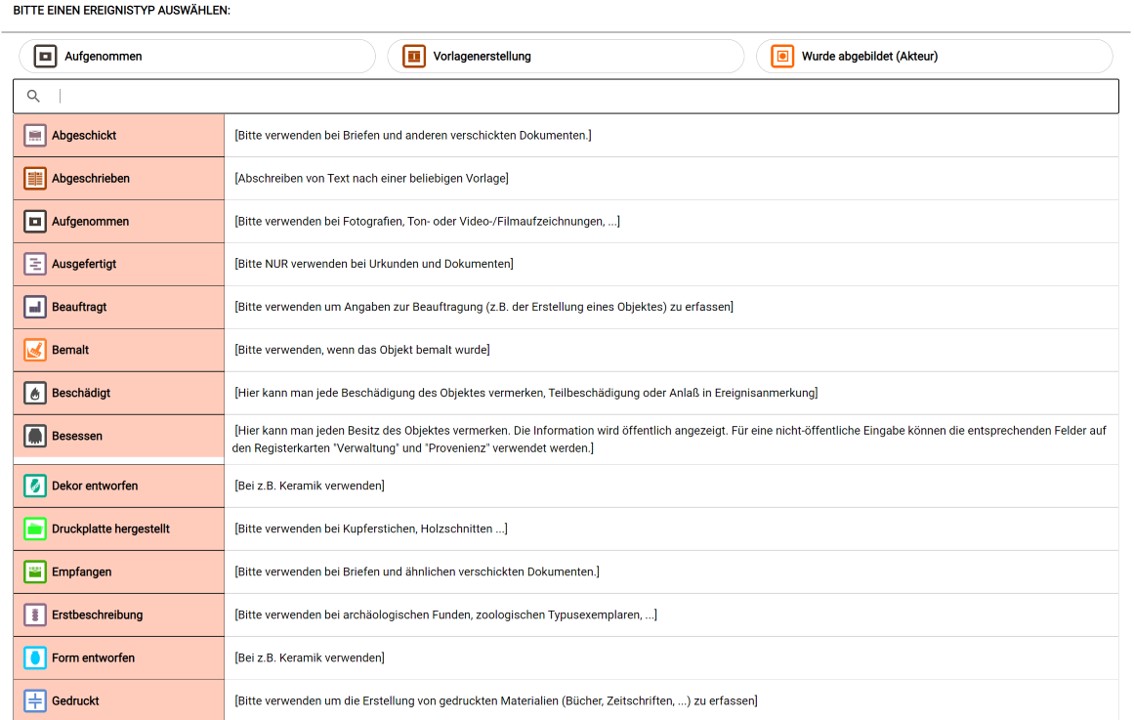 BITTE EINEN EREIGNISTYP AUSWÄHLEN:
Aufgenommen Vorlagenerstellung Wurde abgebildet (Akteur)
Abgeschickt [Bitte verwenden bei Briefen und anderen verschickten Dokumenten.]
Abgeschrieben [Abschreiben von Text nach einer beliebigen Vorlage]
Aufgenommen [Bitte verwenden bei Fotografien, Ton- oder Video-/Filmaufzeichnungen, ...]
Ausgefertigt [Bitte NUR verwenden bei Urkunden und Dokumenten]
Beauftragt [Bitte verwenden um Angaben zur Beauftragung (z.B. der Erstellung eines Objektes) zu erfassen]
Bemalt [Bitte verwenden, wenn das Objekt bemalt wurde]
Beschädigt [Hier kann man jede Beschädigung des Objektes vermerken, Teilbeschädigung oder Anlaß in Ereignisanmerkung]
Besessen [Hier kann man jeden Besitz des Objektes vermerken. Die Information wird öffentlich angezeigt. Für eine nicht-öffentliche Eingabe können die entsprechenden Felder auf
den Registerkarten "Verwaltung" und "Provenienz" verwendet werden.]
Dekor entworfen [Bei z.B. Keramik verwenden]
Druckplatte hergestellt [Bitte verwenden bei Kupferstichen, Holzschnitten ...]
Empfangen [Bitte verwenden bei Briefen und ähnlichen verschickten Dokumenten.]
Erstbeschreibung [Bitte verwenden bei archäologischen Funden, zoologischen Typusexemplaren, ...]
Form entworfen [Bei z.B. Keramik verwenden]
Gedruckt [Bitte verwenden um die Erstellung von gedruckten Materialien (Bücher, Zeitschriften, ...) zu erfassen]